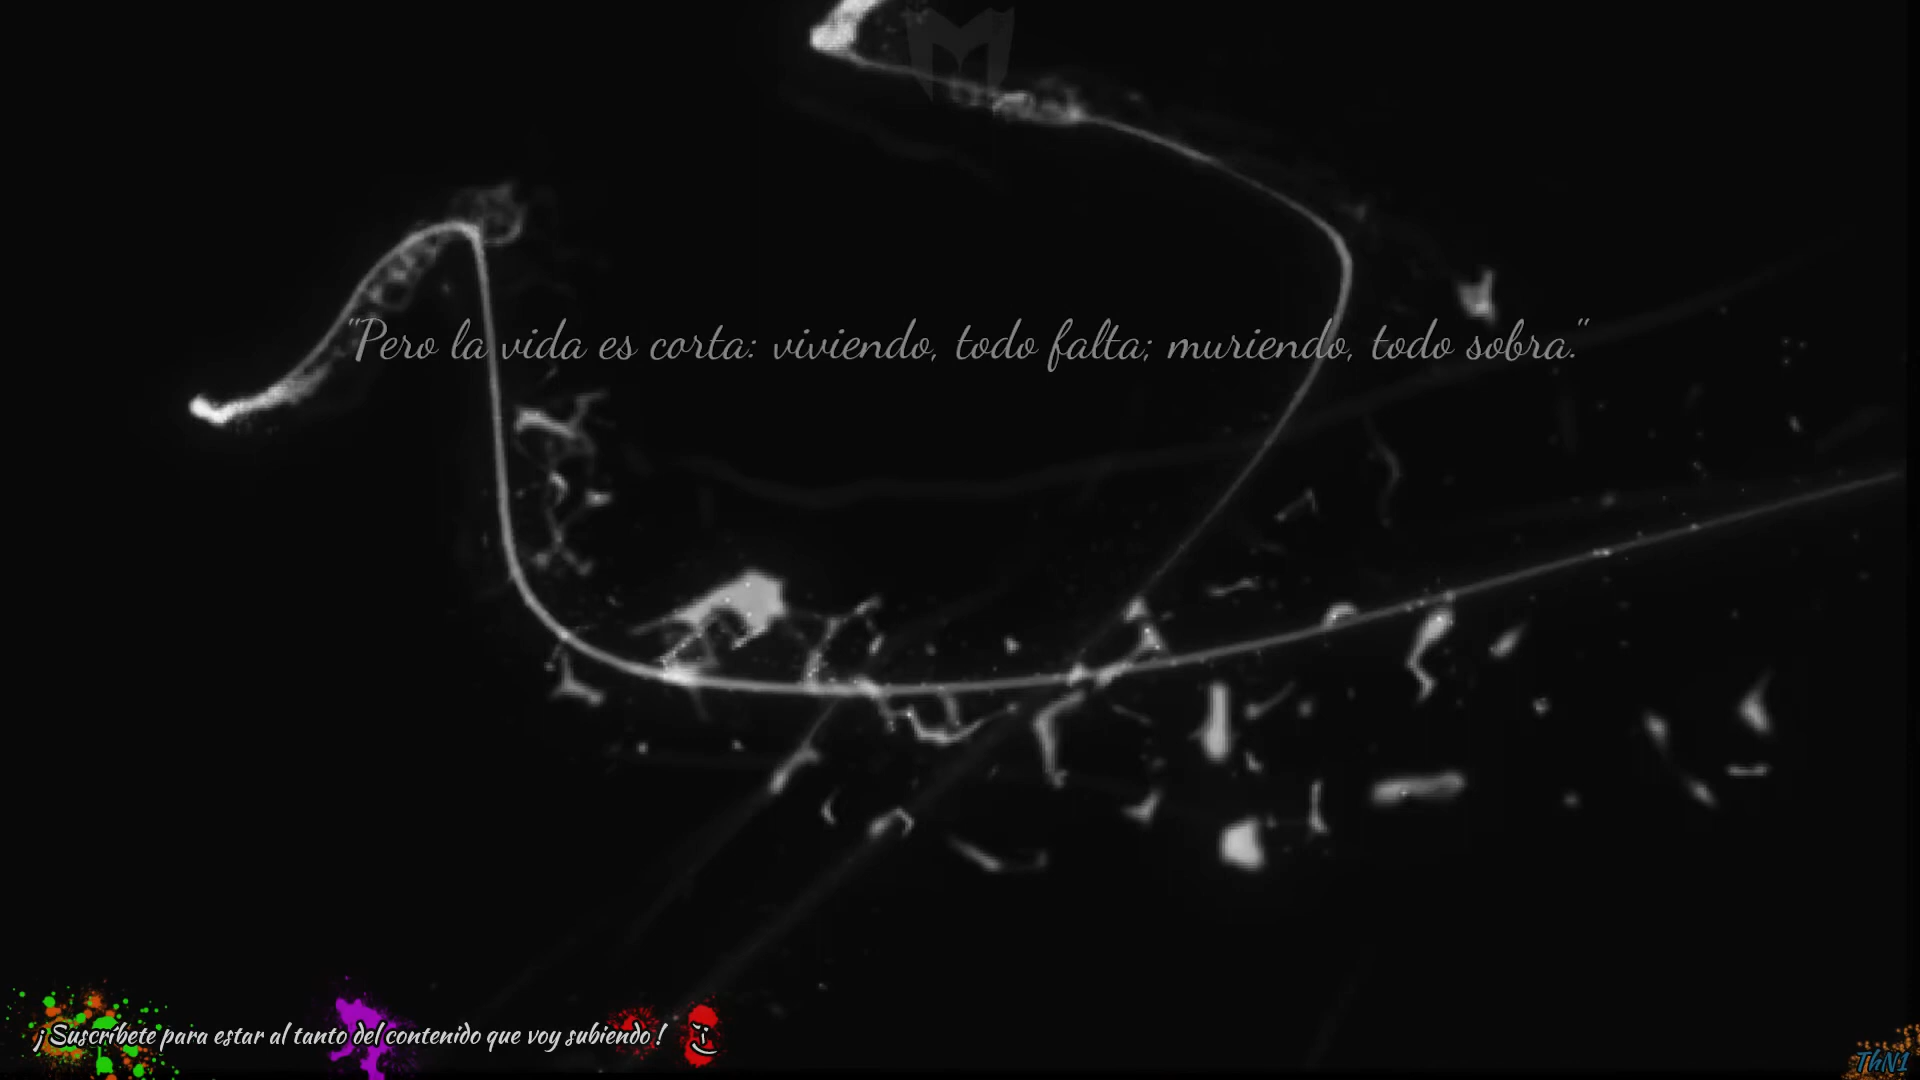 "Pero la vida es corta: viviendo, todo falta; muriendo, todo sobra."
¡ Suscríbete para estar al tanto del contenido que voy subiendo !
ThN1